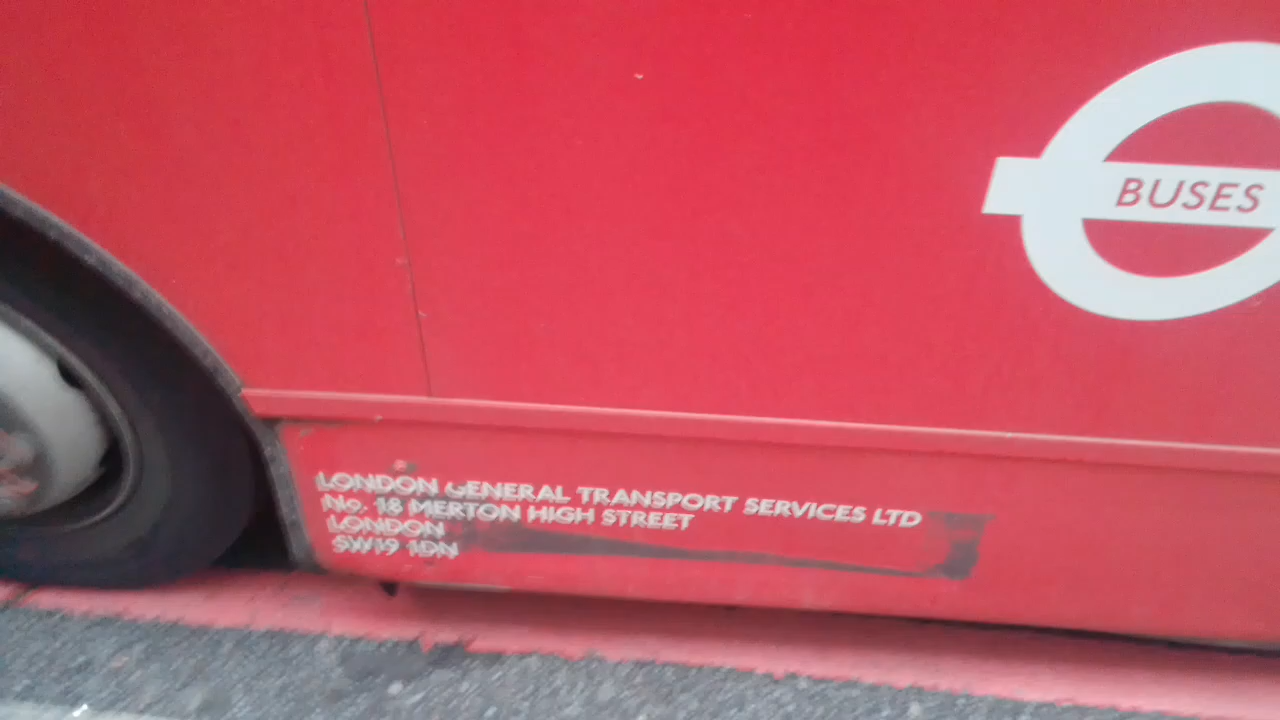 BUSES
LONDON GENERAL TRANSPORT SERVICES LTD
No. 18 MERTON HIGH STREET
LONDON
SW19 1DN